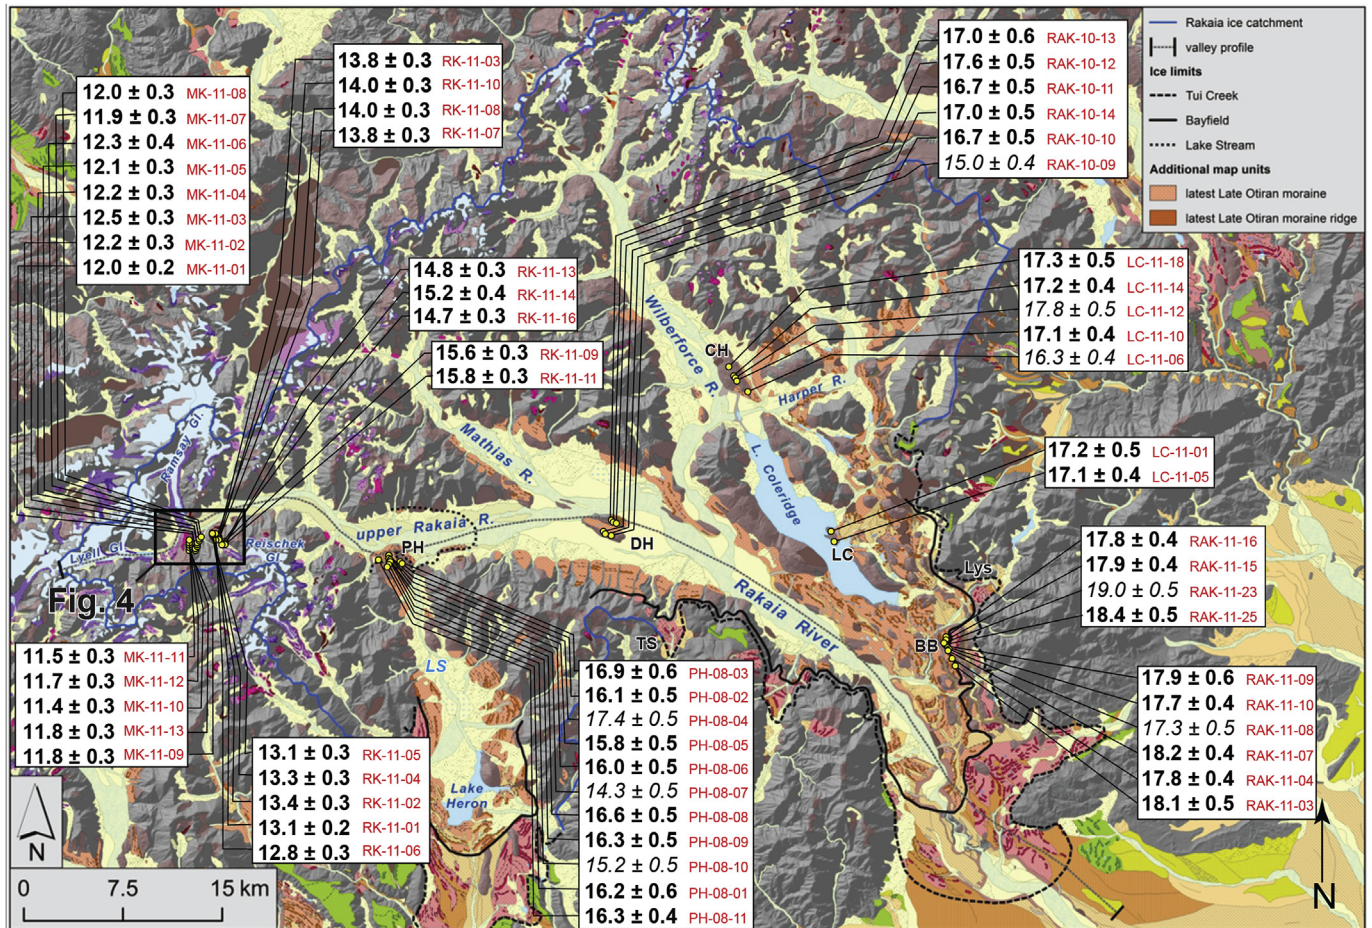 Rakaia ice catchment
valley profile
Ice limits
Tui Creek
Bayfield
Lake Stream
Additional map units
latest Late Otiran moraine
latest Late Otiran moraine ridge
12.0 ± 0.3 MK-11-08
11.9 ± 0.3 MK-11-07
12.3 ± 0.4 MK-11-06
12.1 ± 0.3 MK-11-05
12.2 ± 0.3 MK-11-04
12.5 ± 0.3 MK-11-03
12.2 ± 0.3 MK-11-02
12.0 ± 0.2 MK-11-01
13.8 ± 0.3 RK-11-03
14.0 ± 0.3 RK-11-10
14.0 ± 0.3 RK-11-08
13.8 ± 0.3 RK-11-07
17.0 ± 0.6 RAK-10-13
17.6 ± 0.5 RAK-10-12
16.7 ± 0.5 RAK-10-11
17.0 ± 0.5 RAK-10-14
16.7 ± 0.5 RAK-10-10
15.0 ± 0.4 RAK-10-09
14.8 ± 0.3 RK-11-13
15.2 ± 0.4 RK-11-14
14.7 ± 0.3 RK-11-16
17.3 ± 0.5 LC-11-18
17.2 ± 0.4 LC-11-14
17.8 ± 0.5 LC-11-12
17.1 ± 0.4 LC-11-10
16.3 ± 0.4 LC-11-06
15.6 ± 0.3 RK-11-09
15.8 ± 0.3 RK-11-11
Wilberforce R.
CH
Harper R.
Mathias R.
L. Coleridge
Ramsay Gl.
17.2 ± 0.5 LC-11-01
17.1 ± 0.4 LC-11-05
upper Rakaia R.
PH
DH
LC
Lyell Gl.
Reischek Gl.
Fig. 4
Rakaia River
Lys
17.8 ± 0.4 RAK-11-16
17.9 ± 0.4 RAK-11-15
19.0 ± 0.5 RAK-11-23
18.4 ± 0.5 RAK-11-25
TS
BB
LS
11.5 ± 0.3 MK-11-11
11.7 ± 0.3 MK-11-12
11.4 ± 0.3 MK-11-10
11.8 ± 0.3 MK-11-13
11.8 ± 0.3 MK-11-09
16.9 ± 0.6 PH-08-03
16.1 ± 0.5 PH-08-02
17.4 ± 0.5 PH-08-04
15.8 ± 0.5 PH-08-05
16.0 ± 0.5 PH-08-06
14.3 ± 0.5 PH-08-07
16.6 ± 0.5 PH-08-08
16.3 ± 0.5 PH-08-09
15.2 ± 0.5 PH-08-10
16.2 ± 0.6 PH-08-01
16.3 ± 0.4 PH-08-11
17.9 ± 0.6 RAK-11-09
17.7 ± 0.4 RAK-11-10
17.3 ± 0.5 RAK-11-08
18.2 ± 0.4 RAK-11-07
17.8 ± 0.4 RAK-11-04
18.1 ± 0.5 RAK-11-03
13.1 ± 0.3 RK-11-05
13.3 ± 0.3 RK-11-04
13.4 ± 0.3 RK-11-02
13.1 ± 0.2 RK-11-01
12.8 ± 0.3 RK-11-06
Lake
Heron
N
0 7.5 15 km
N